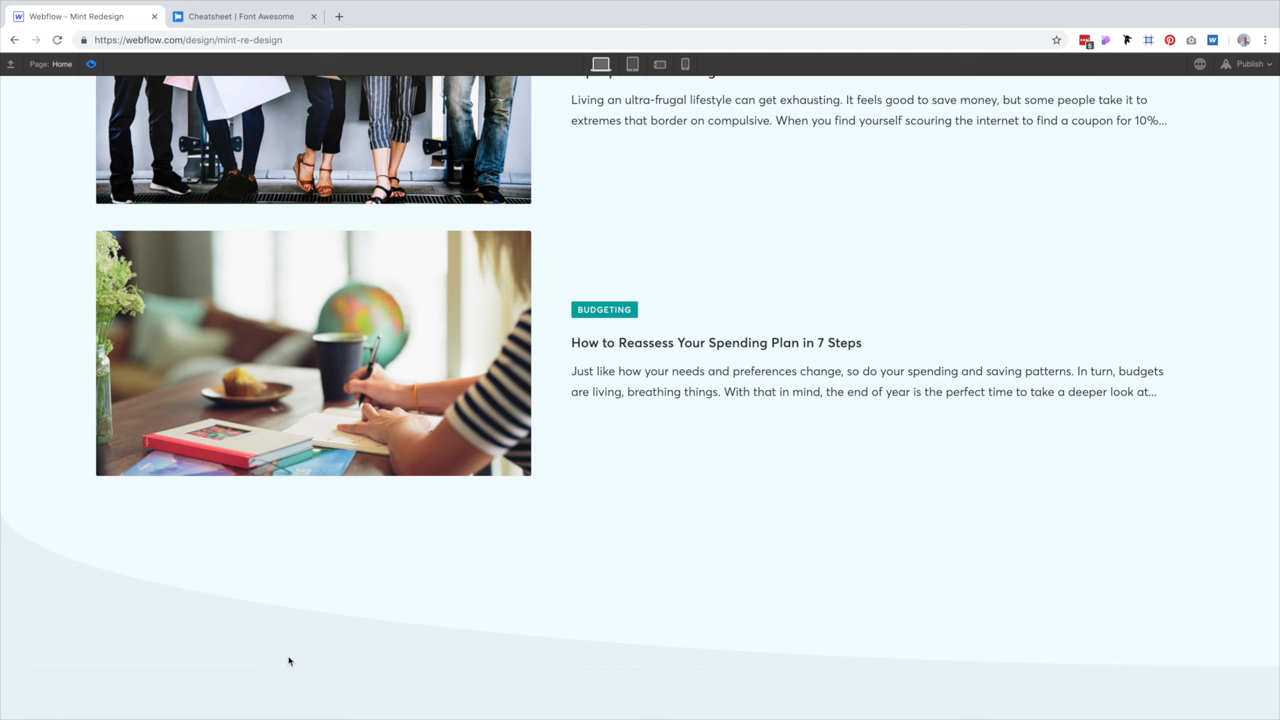 Webflow - Mint Redesign
Cheatsheet | Font Awesome
https://webflow.com/design/mint-re-design
Page: Home
Publish
Living an ultra-frugal lifestyle can get exhausting. It feels good to save money, but some people take it to
extremes that border on compulsive. When you find yourself scouring the internet to find a coupon for 10%...
BUDGETING
How to Reassess Your Spending Plan in 7 Steps
Just like how your needs and preferences change, so do your spending and saving patterns. In turn, budgets
are living, breathing things. With that in mind, the end of year is the perfect time to take a deeper look at...